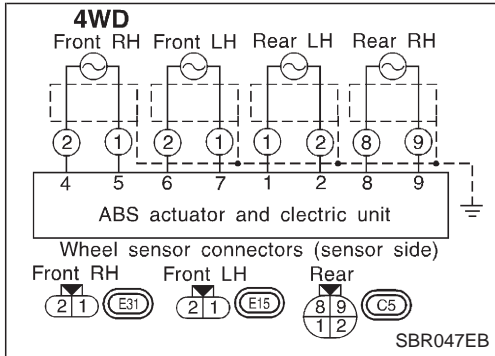 4WD
Front RH Front LH Rear LH Rear RH
2 1 2 1 1 2 8 9
4 5 6 7 1 2 8 9
ABS actuator and clectric unit
Wheel sensor connectors (sensor side)
Front RH Front LH Rear
2 1 E31 2 1 E15 8 9 C5
1 2
SBR047EB